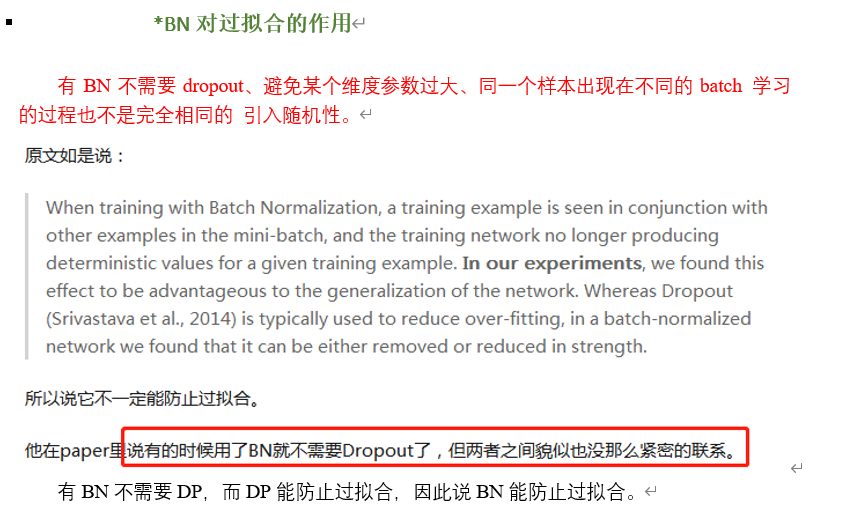 *BN 对过拟合的作用
有 BN 不需要 dropout、避免某个维度参数过大、同一个样本出现在不同的 batch 学习
的过程也不是完全相同的 引入随机性。
原文如是说：
When training with Batch Normalization, a training example is seen in conjunction with
other examples in the mini-batch, and the training network no longer producing
deterministic values for a given training example. In our experiments, we found this
effect to be advantageous to the generalization of the network. Whereas Dropout
(Srivastava et al., 2014) is typically used to reduce over-fitting, in a batch-normalized
network we found that it can be either removed or reduced in strength.
所以说它不一定能防止过拟合。
他在paper里说有的时候用了BN就不需要Dropout了，但两者之间貌似也没那么紧密的联系。
有 BN 不需要 DP，而 DP 能防止过拟合，因此说 BN 能防止过拟合。